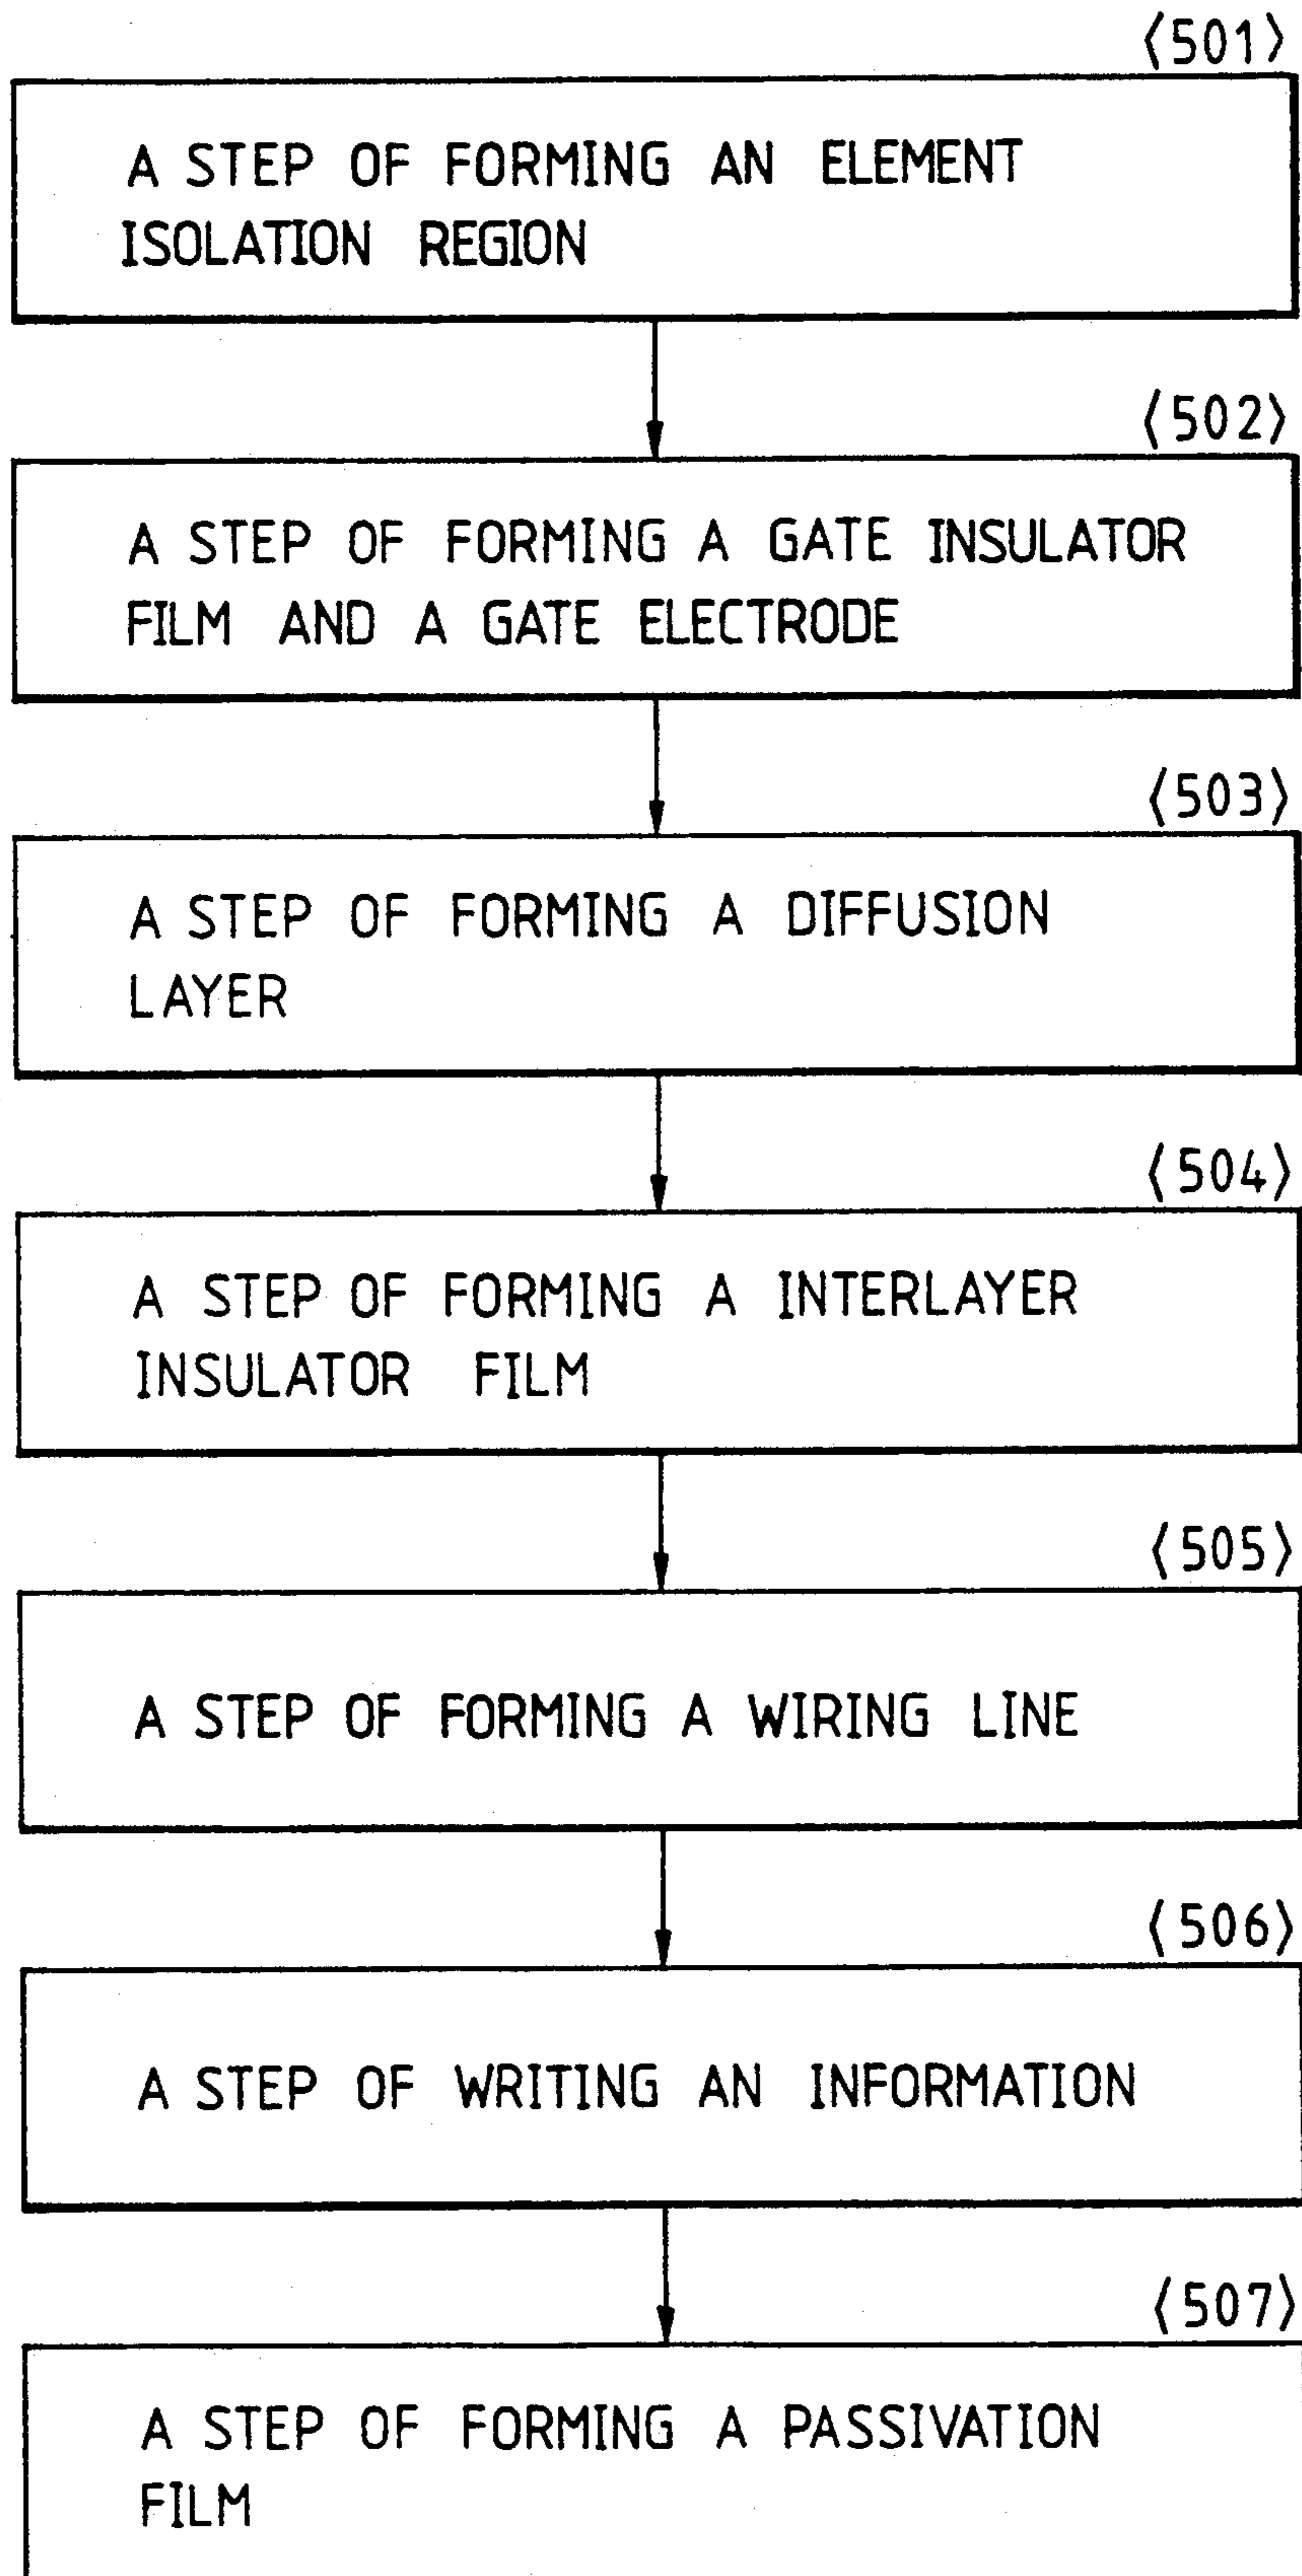 〈501〉
A STEP OF FORMING AN ELEMENT
ISOLATION REGION
〈502〉
A STEP OF FORMING A GATE INSULATOR
FILM AND A GATE ELECTRODE
〈503〉
A STEP OF FORMING A DIFFUSION
LAYER
〈504〉
A STEP OF FORMING A INTERLAYER
INSULATOR FILM
〈505〉
A STEP OF FORMING A WIRING LINE
〈506〉
A STEP OF WRITING AN INFORMATION
〈507〉
A STEP OF FORMING A PASSIVATION
FILM